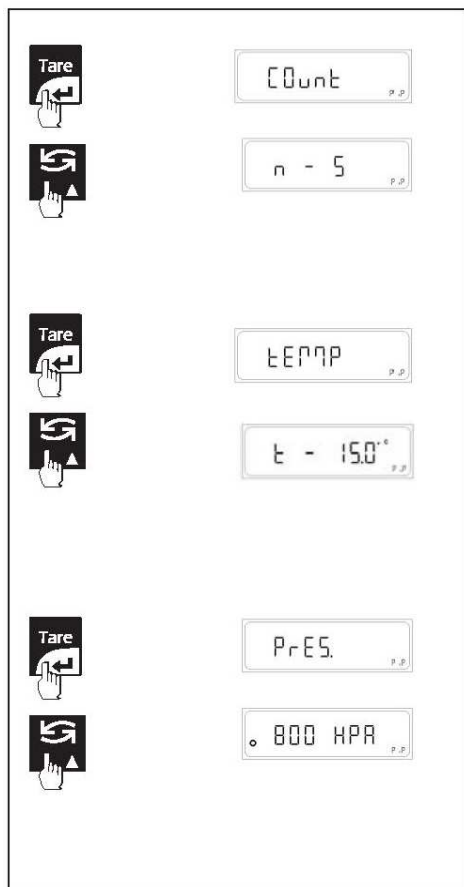 Tare
COunt
P.P
n - 5
P.P
Tare
tEMP
P.P
t - 15.0°c
P.P
Tare
PrES.
P.P
800 HPA
P.P